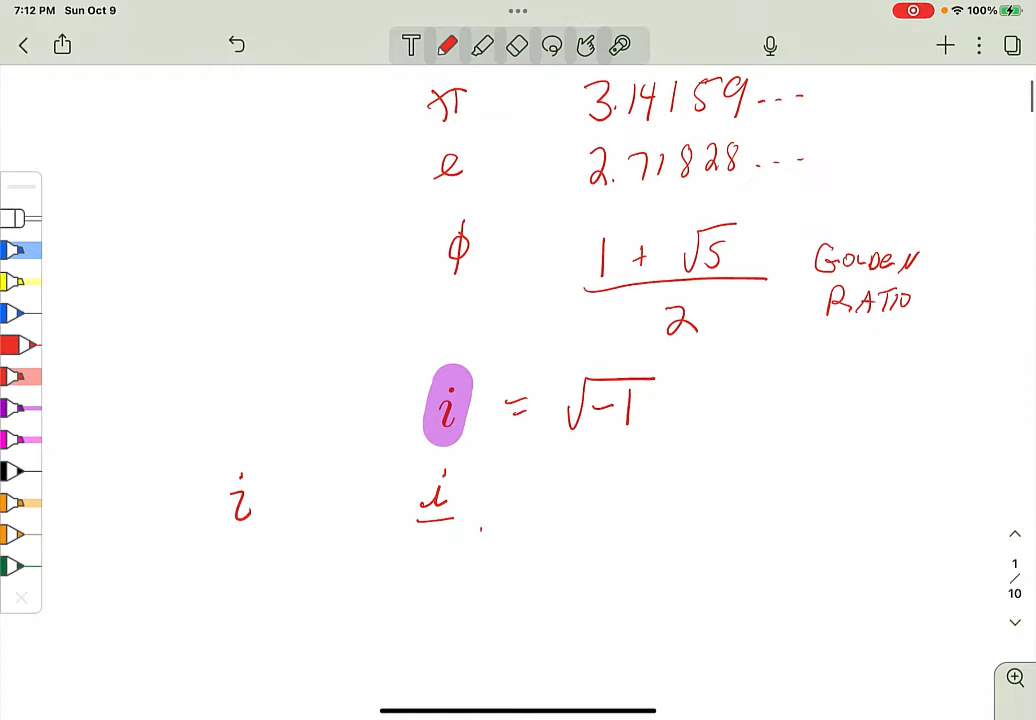 7:12 PM Sun Oct 9 100%
T
π 3.14159...
e 2.71828...
ϕ 1 + √5
2
GOLDEN
RATIO
i = √-1
i i
1
/
10